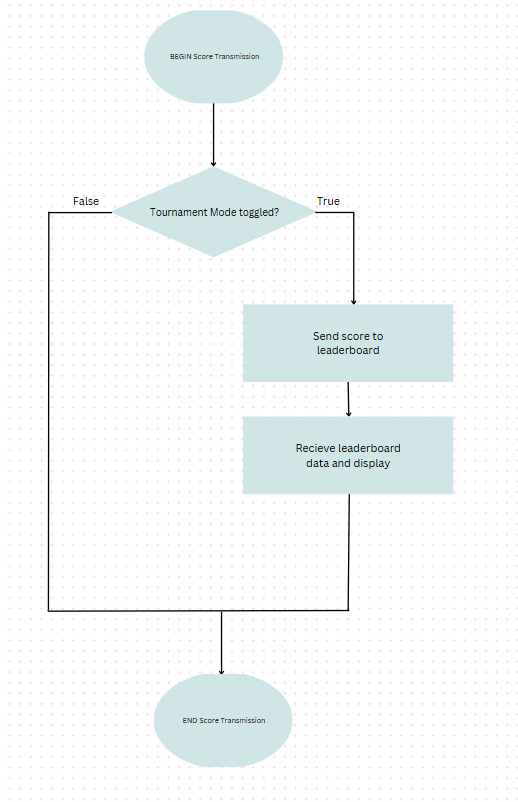 BEGIN Score Transmission
False
True
Tournament Mode toggled?
Send score to
leaderboard
Recieve leaderboard
data and display
END Score Transmission